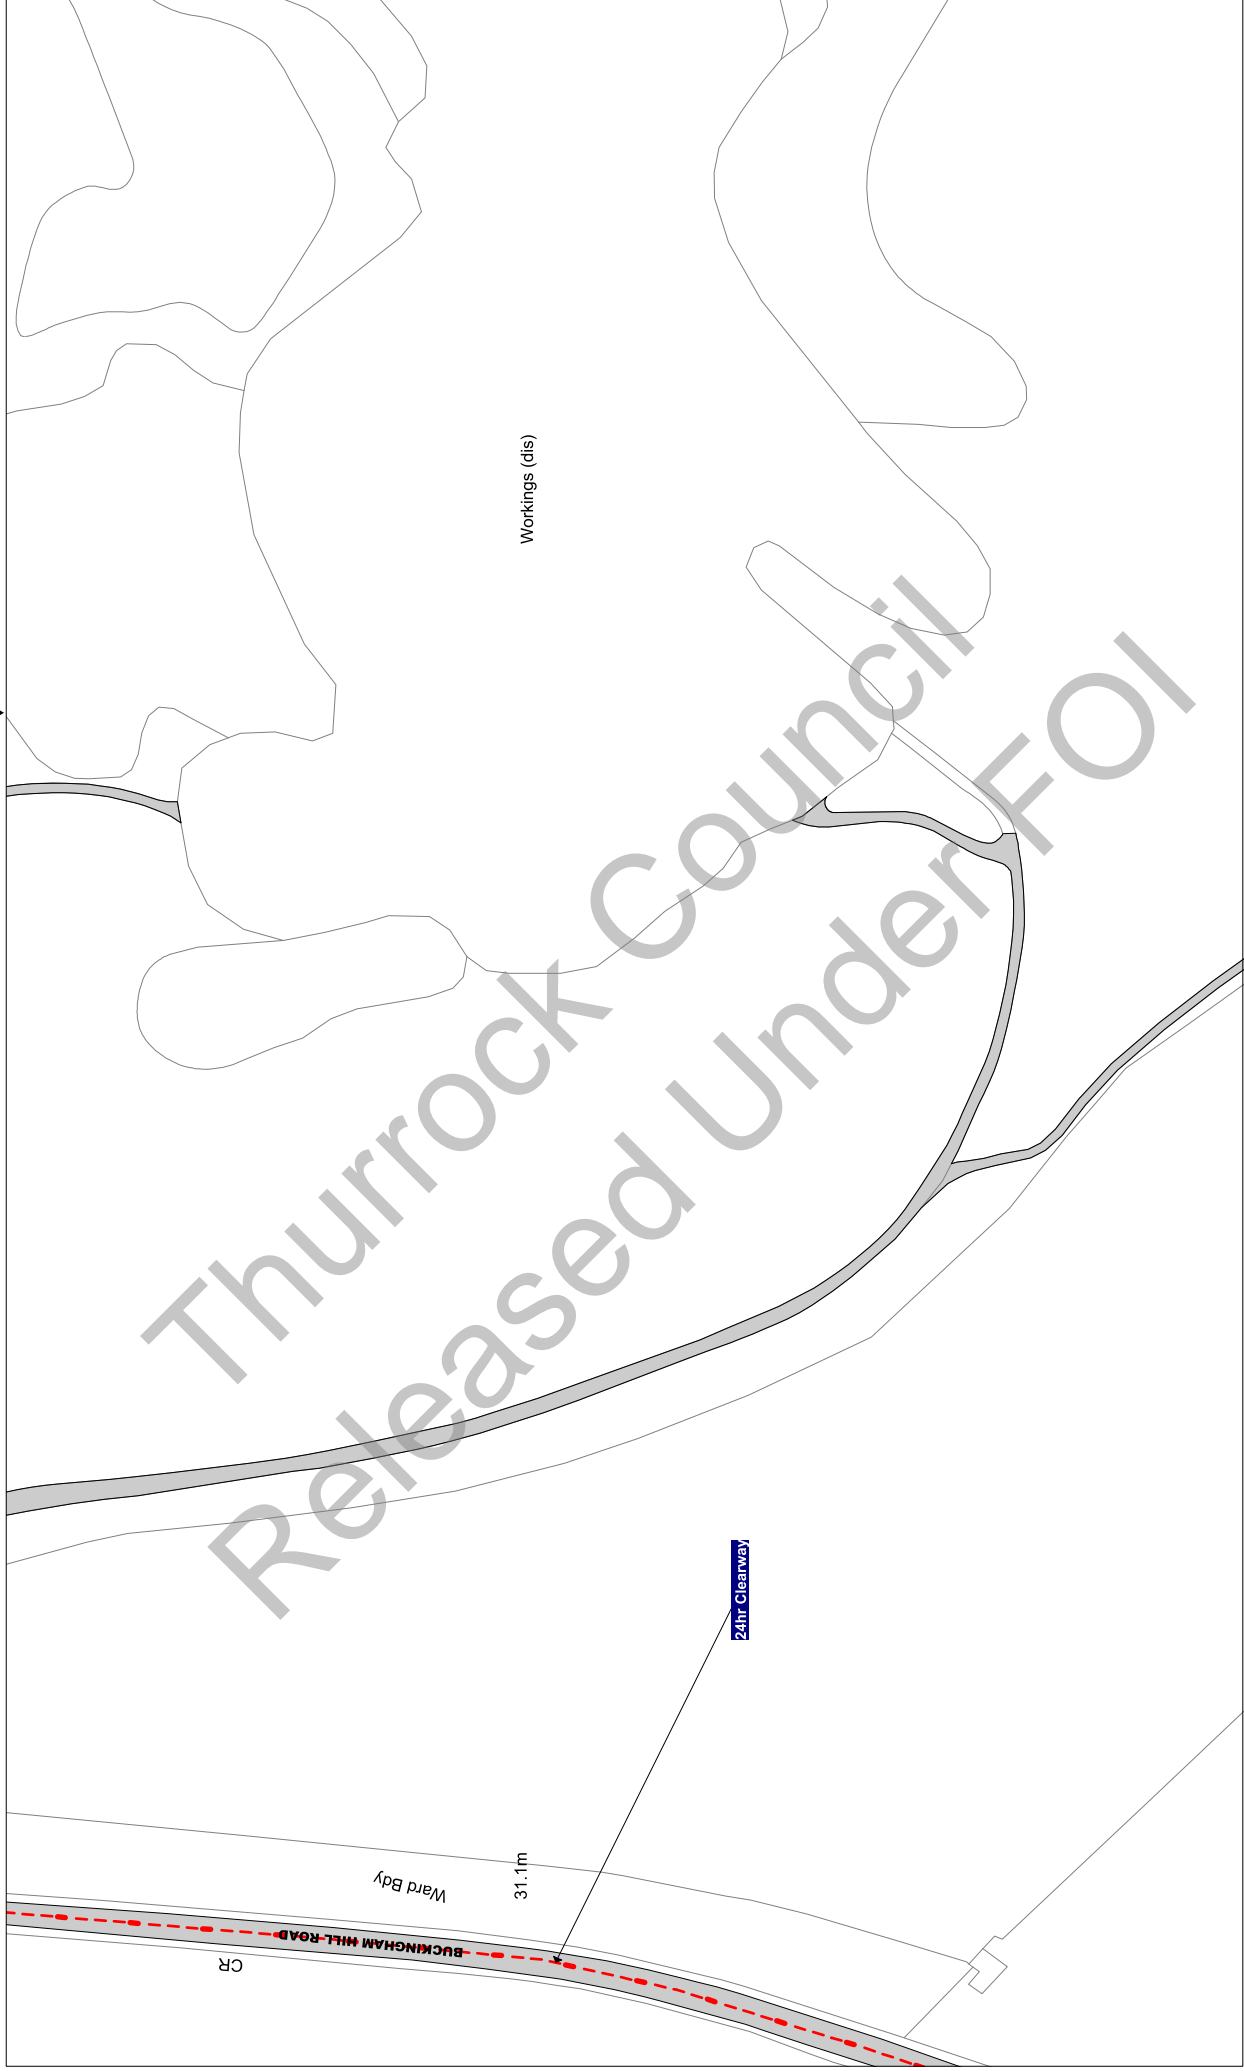 Workings (dis)
Thurrock Council
Released Under FOI
24hr Clearway
31.1m
Ward Bdy
BUCKINGHAM HILL ROAD
CR